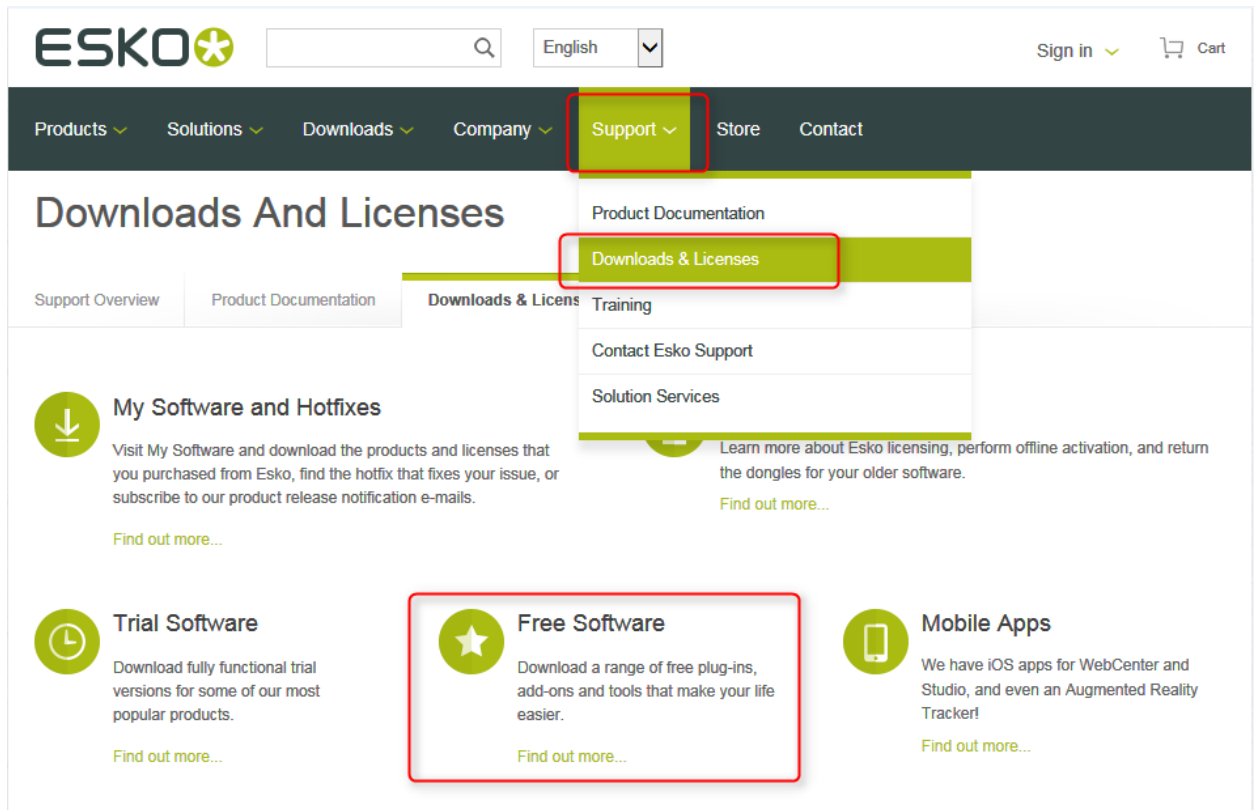 ESKO
English
Sign in
Cart
Products
Solutions
Downloads
Company
Support
Store
Contact
Downloads And Licenses
Product Documentation
Downloads & Licenses
Training
Contact Esko Support
Solution Services
Support Overview
Product Documentation
Downloads & Licens
My Software and Hotfixes
Visit My Software and download the products and licenses that
you purchased from Esko, find the hotfix that fixes your issue, or
subscribe to our product release notification e-mails.
Find out more...
Learn more about Esko licensing, perform offline activation, and return
the dongles for your older software.
Find out more...
Trial Software
Download fully functional trial
versions for some of our most
popular products.
Find out more...
Free Software
Download a range of free plug-ins,
add-ons and tools that make your life
easier.
Find out more...
Mobile Apps
We have iOS apps for WebCenter and
Studio, and even an Augmented Reality
Tracker!
Find out more...